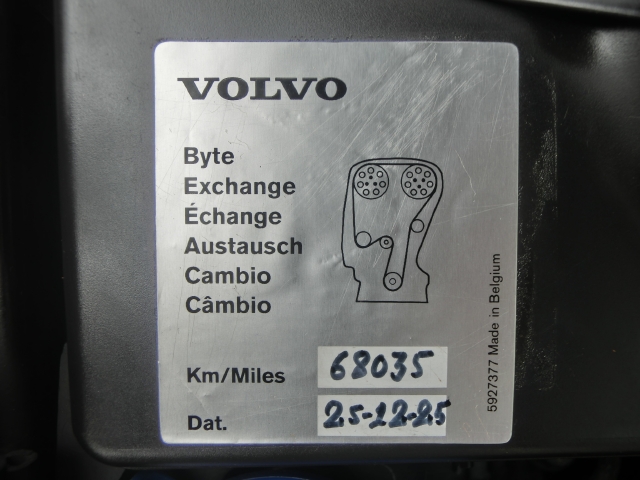 VOLVO
Byte
Exchange
Échange
Austausch
Cambio
Câmbio
Km/Miles 68035
Dat. 25-12-25
5927377 Made in Belgium